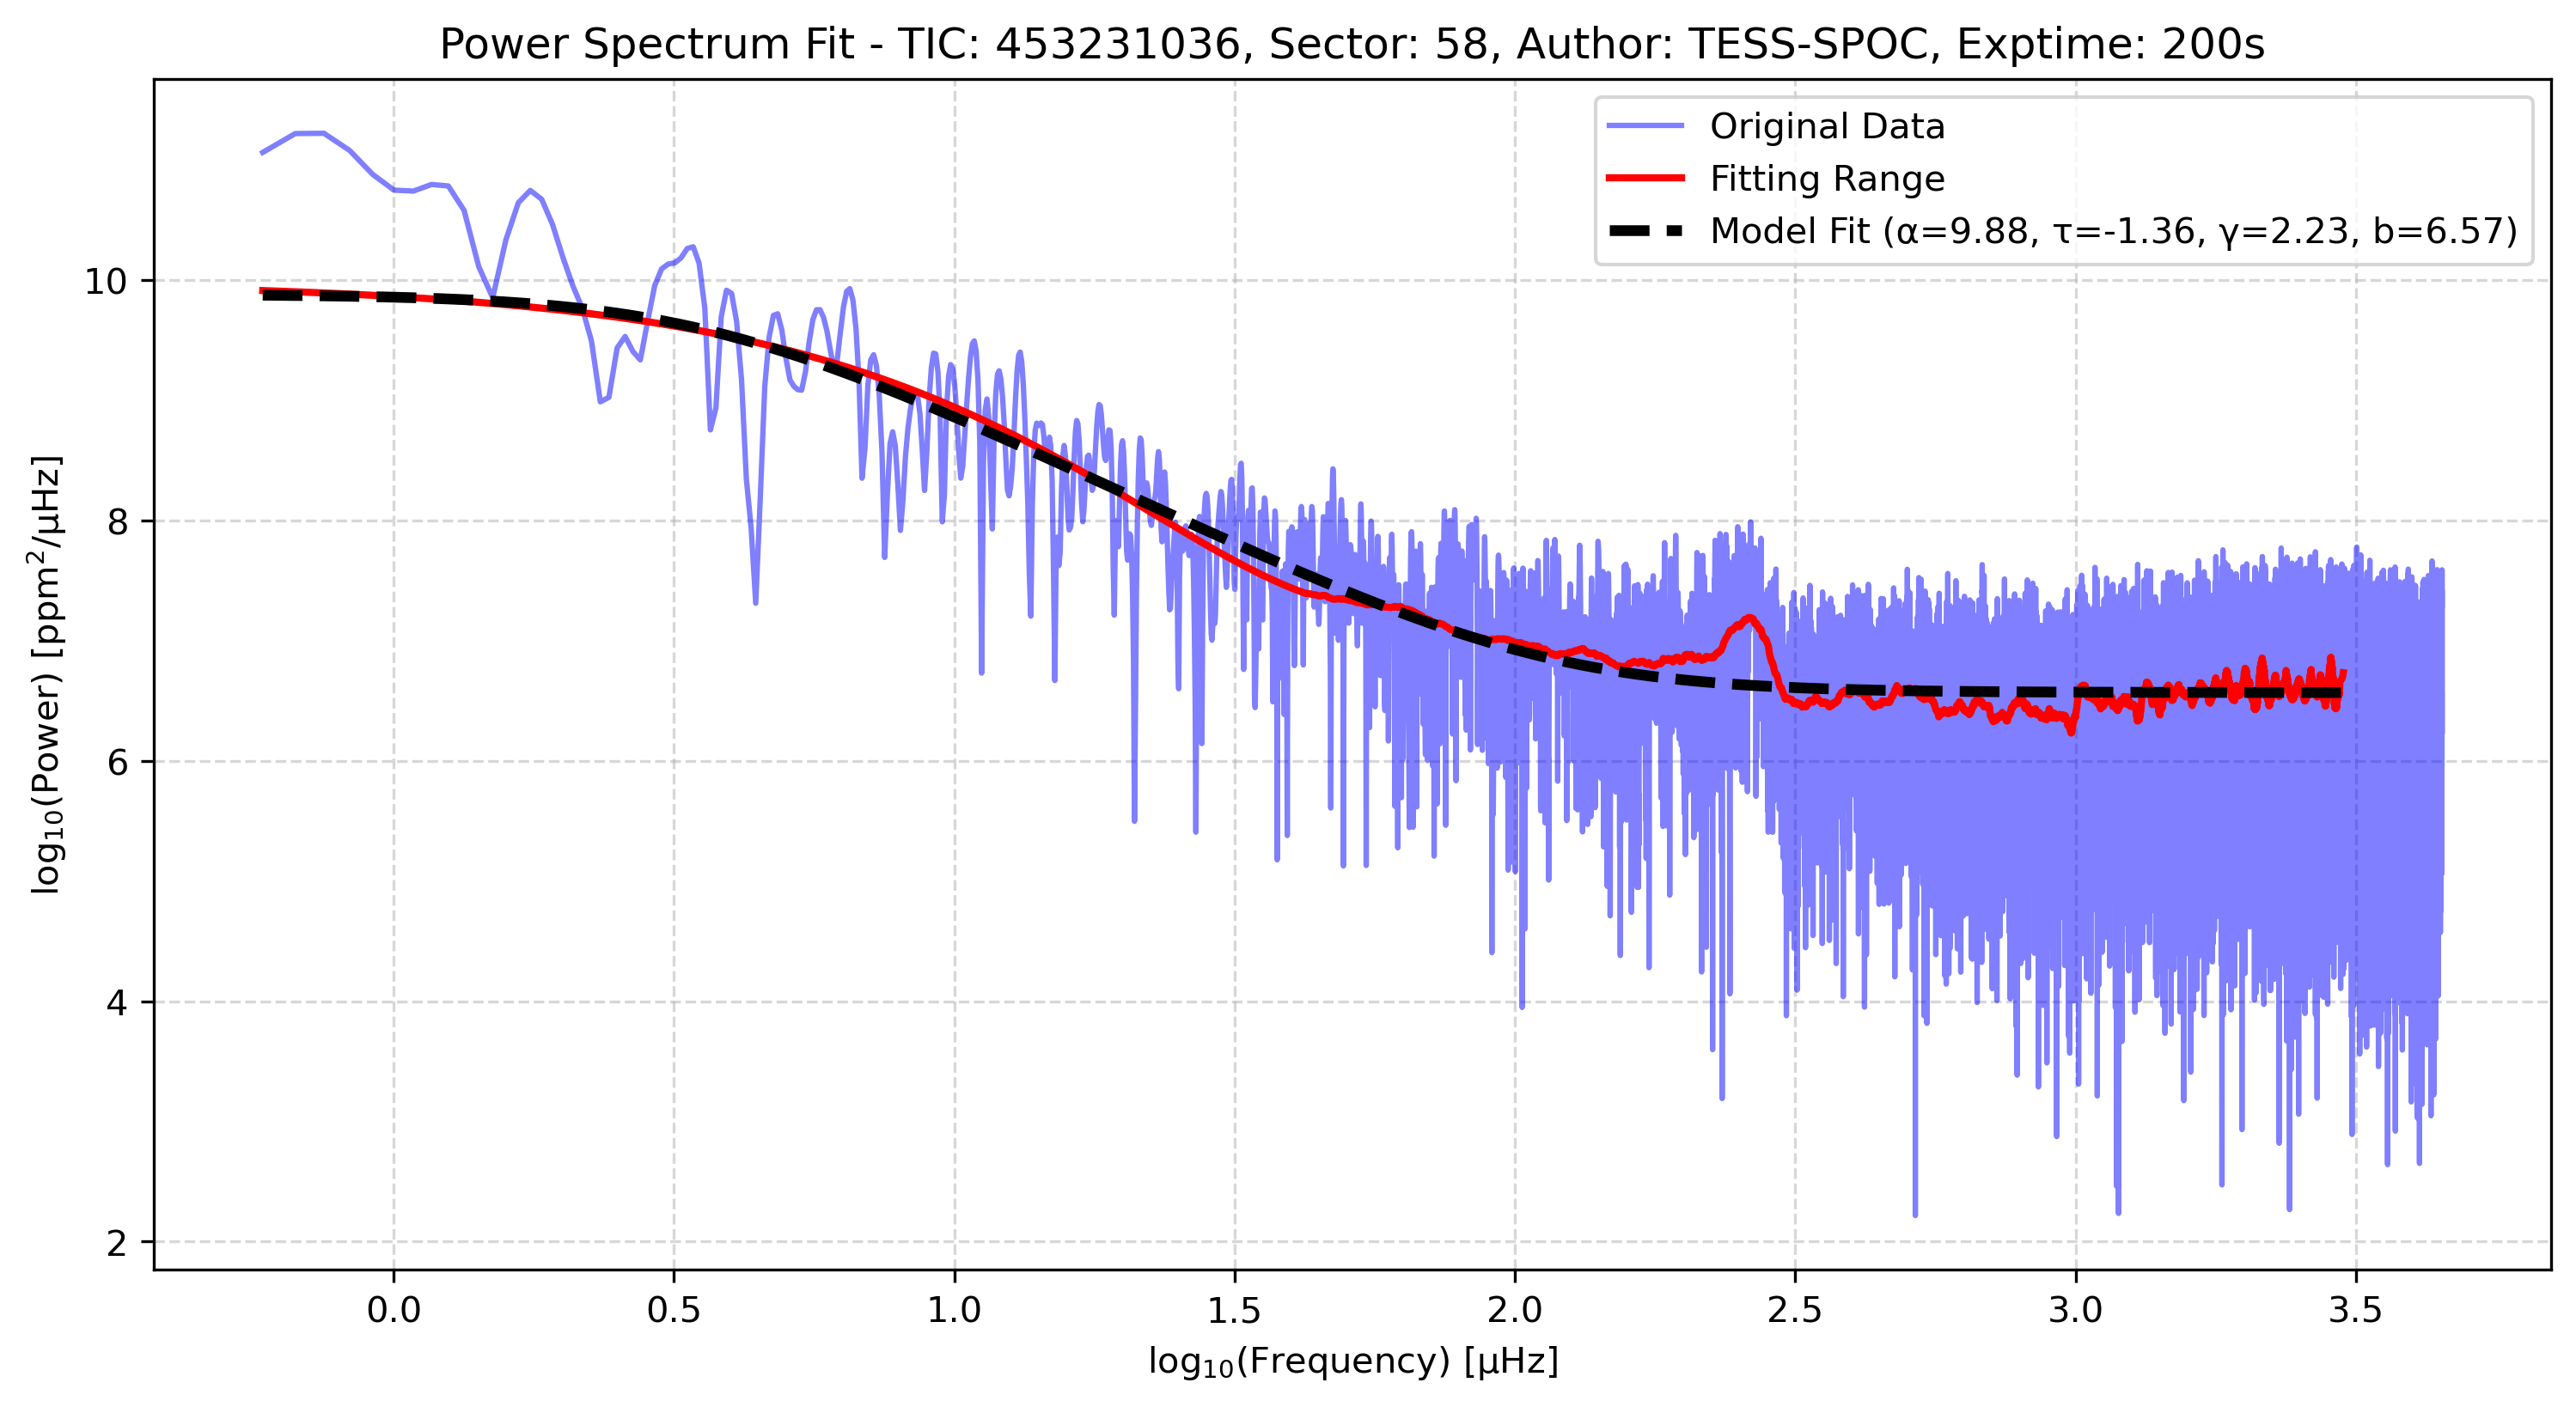 Power Spectrum Fit - TIC: 453231036, Sector: 58, Author: TESS-SPOC, Exptime: 200s
Original Data
Fitting Range
Model Fit (α=9.88, τ=-1.36, γ=2.23, b=6.57)
log₁₀(Power) [ppm²/μHz]
10
8
6
4
2
0.0 0.5 1.0 1.5 2.0 2.5 3.0 3.5
log₁₀(Frequency) [μHz]